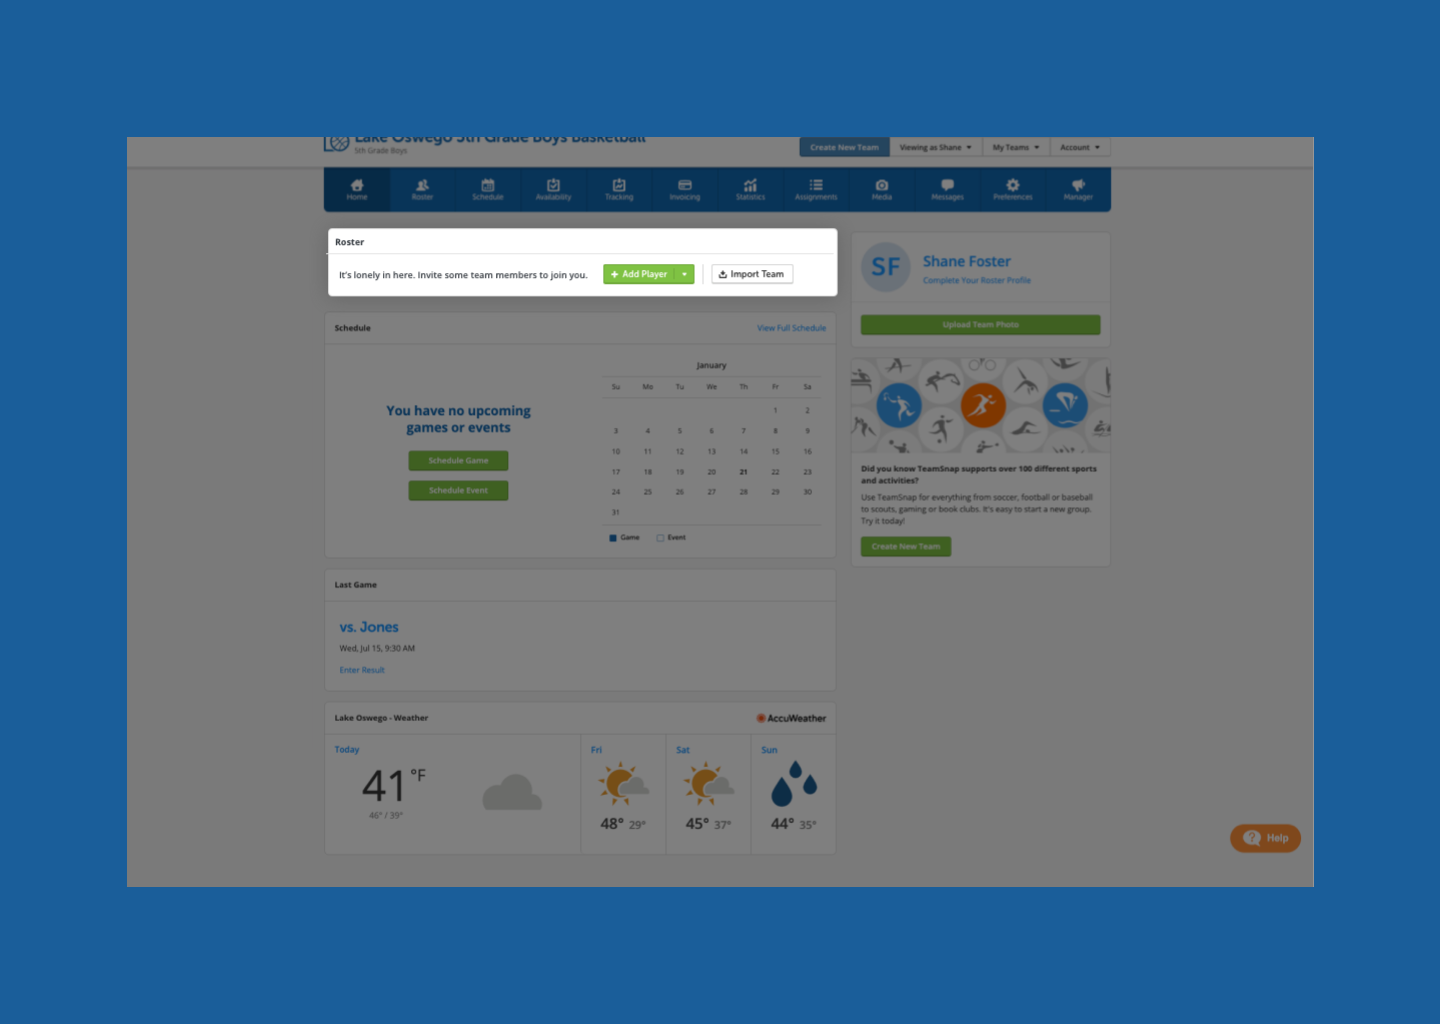 Lake Oswego 5th Grade Boys Basketball
5th Grade Boys
Create New Team
Viewing as Shane
My Teams
Account
Home
Roster
Schedule
Availability
Tracking
Invoicing
Statistics
Assignments
Media
Messages
Preferences
Manager
Roster
It's lonely in here. Invite some team members to join you.
+ Add Player
Import Team
SF
Shane Foster
Complete Your Roster Profile
Upload Team Photo
Schedule
View Full Schedule
You have no upcoming
games or events
Schedule Game
Schedule Event
January
Su Mo Tu We Th Fr Sa
1 2
3 4 5 6 7 8 9
10 11 12 13 14 15 16
17 18 19 20 21 22 23
24 25 26 27 28 29 30
31
Game Event
Did you know TeamSnap supports over 100 different sports
and activities?
Use TeamSnap for everything from soccer, football or baseball
to scouts, gaming or book clubs. It's easy to start a new group.
Try it today!
Create New Team
Last Game
vs. Jones
Wed, Jul 15, 9:30 AM
Enter Result
Lake Oswego - Weather
AccuWeather
Today
41 °F
46° / 39°
Fri
48° 29°
Sat
45° 37°
Sun
44° 35°
? Help